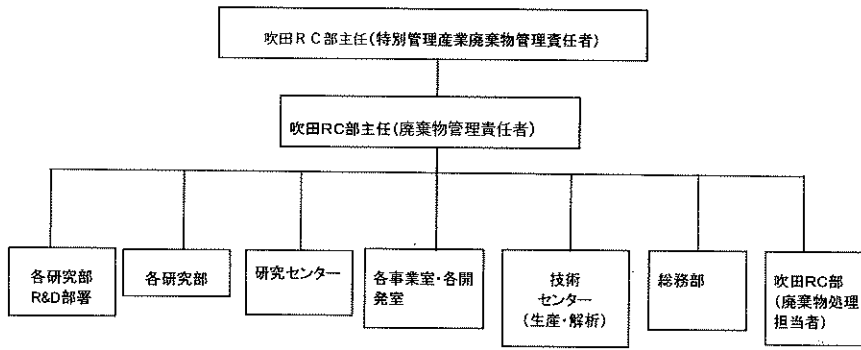 吹田RC部主任(特別管理産業廃棄物管理責任者)
吹田RC部主任(廃棄物管理責任者)
各研究部
R&D部署
各研究部
研究センター
各事業室・各開
発室
技術
センター
(生産・解析)
総務部
吹田RC部
(廃棄物処理
担当者)